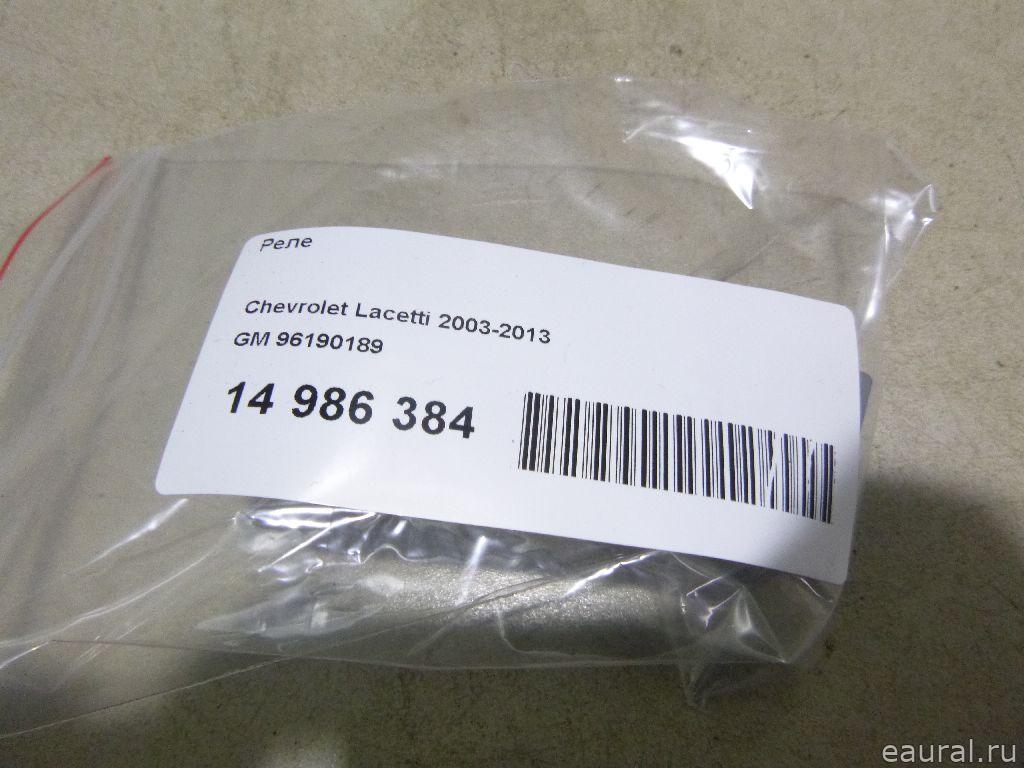 Реле
Chevrolet Lacetti 2003-2013
GM 96190189
14 986 384
eaural.ru